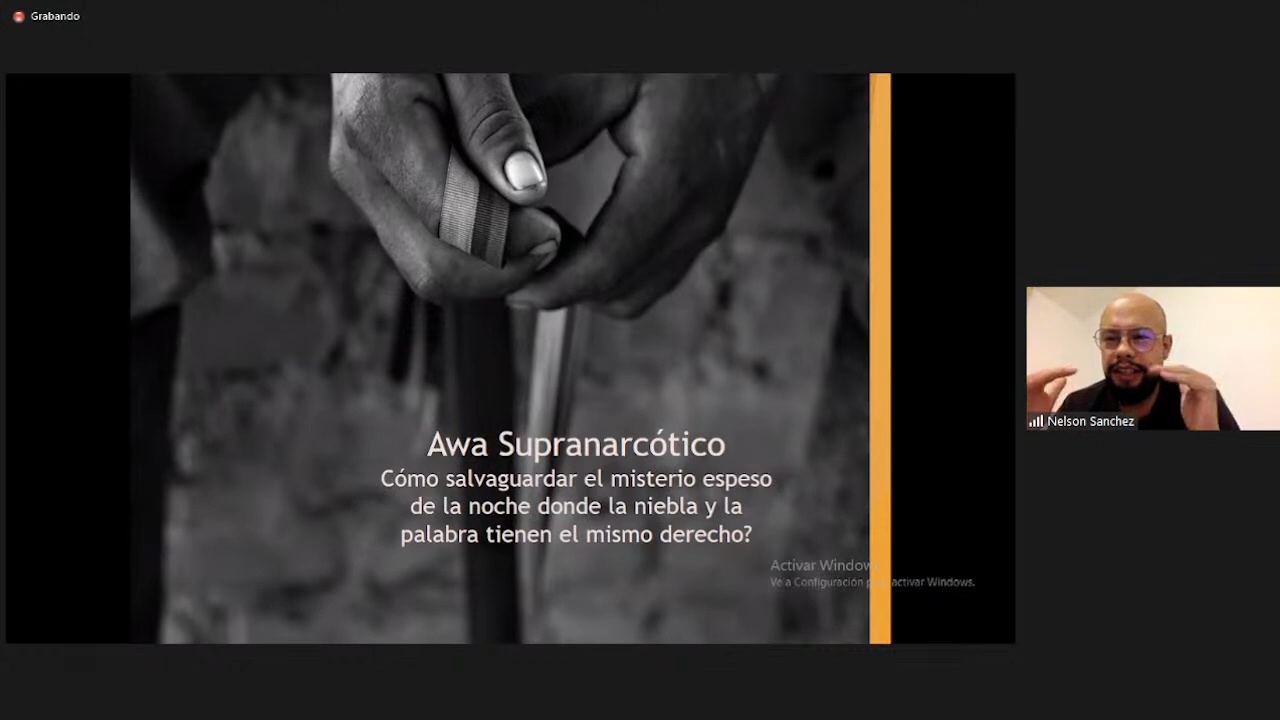 Grabando
Awa Supranarcótico
Cómo salvaguardar el misterio espeso
de la noche donde la niebla y la
palabra tienen el mismo derecho?
Activar Window
Ve a Configuración activar Windows.
Nelson Sanchez